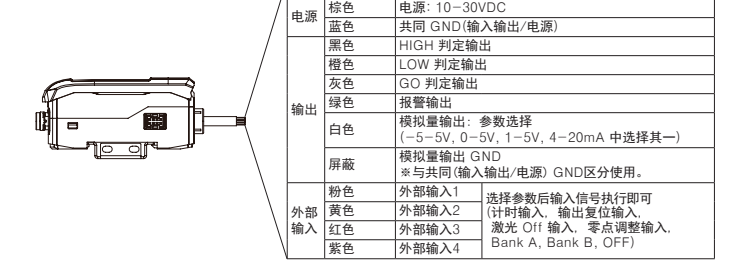 电源 棕色 电源: 10-30VDC
蓝色 共同 GND(输入输出/电源)
输出 黑色 HIGH 判定输出
橙色 LOW 判定输出
灰色 GO 判定输出
绿色 报警输出
白色 模拟量输出: 参数选择
(-5-5V, 0-5V, 1-5V, 4-20mA 中选择其一)
屏蔽 模拟量输出 GND
※与共同(输入输出/电源) GND区分使用。
外部输入 粉色 外部输入1 选择参数后输入信号执行即可
黄色 外部输入2 (计时输入, 输出复位输入,
红色 外部输入3 激光 Off 输入, 零点调整输入,
紫色 外部输入4 Bank A, Bank B, OFF)